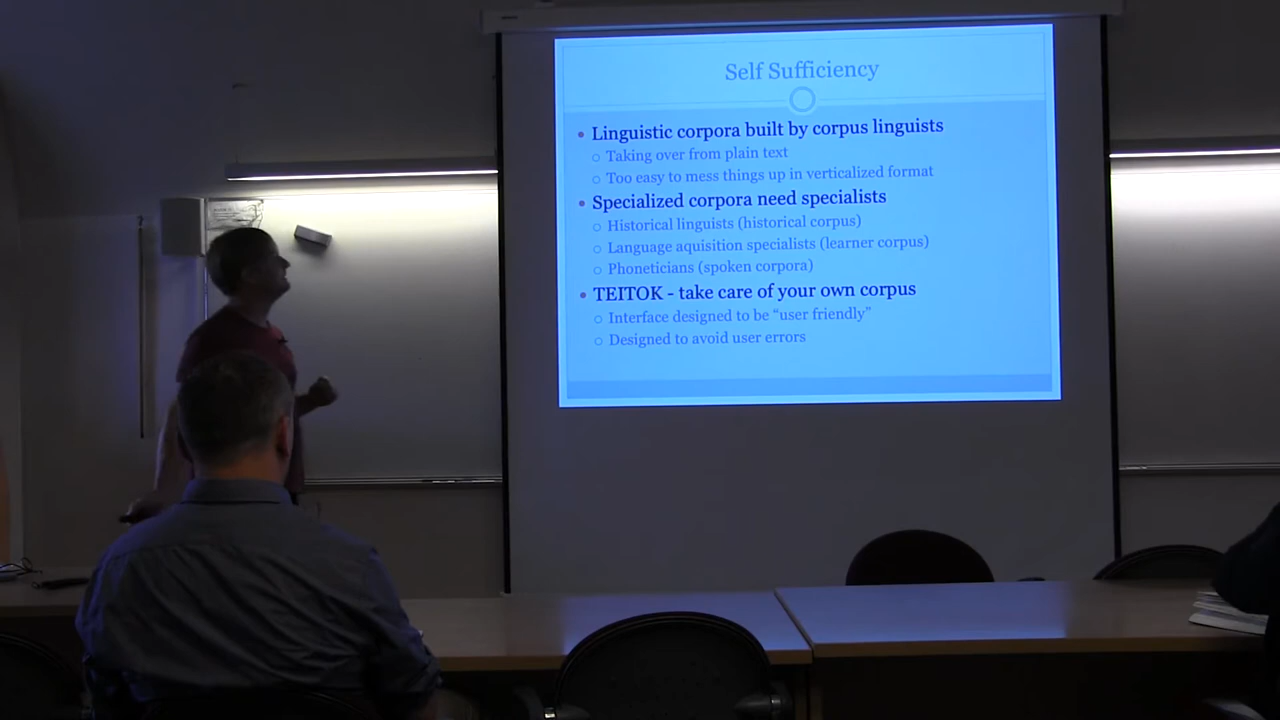 Self Sufficiency
• Linguistic corpora built by corpus linguists
○ Taking over from plain text
○ Too easy to mess things up in verticalized format
• Specialized corpora need specialists
○ Historical linguists (historical corpus)
○ Language aquisition specialists (learner corpus)
○ Phoneticians (spoken corpora)
• TEITOK - take care of your own corpus
○ Interface designed to be “user friendly”
○ Designed to avoid user errors